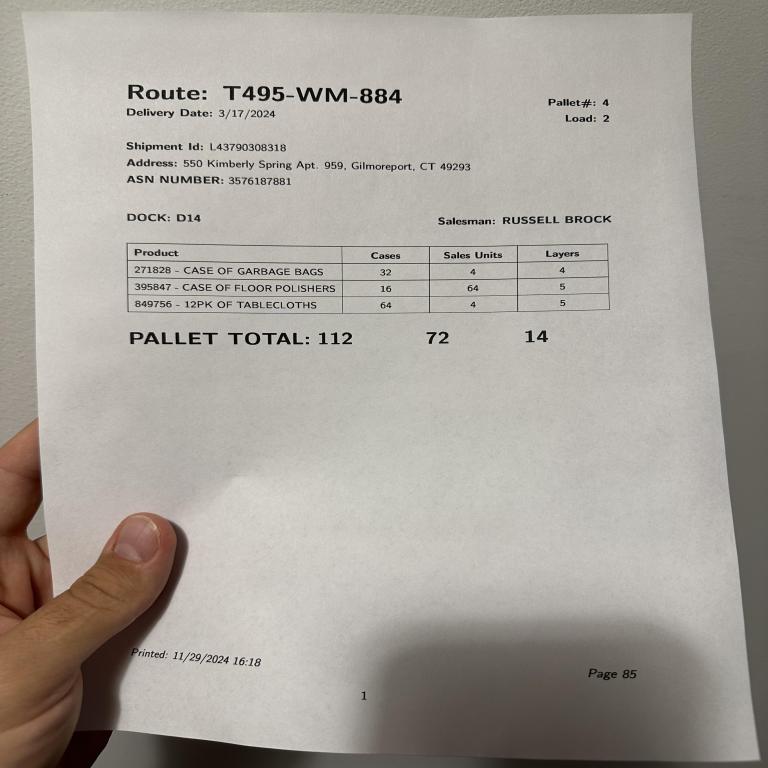 Route: T495-WM-884
Delivery Date: 3/17/2024
Pallet#: 4
Load: 2
Shipment Id: L43790308318
Address: 550 Kimberly Spring Apt. 959, Gilmoreport, CT 49293
ASN NUMBER: 3576187881
DOCK: D14 Salesman: RUSSELL BROCK
Product Cases Sales Units Layers
271828 - CASE OF GARBAGE BAGS 32 4 4
395847 - CASE OF FLOOR POLISHERS 16 64 5
849756 - 12PK OF TABLECLOTHS 64 4 5
PALLET TOTAL: 112 72 14
Printed: 11/29/2024 16:18
Page 85
1